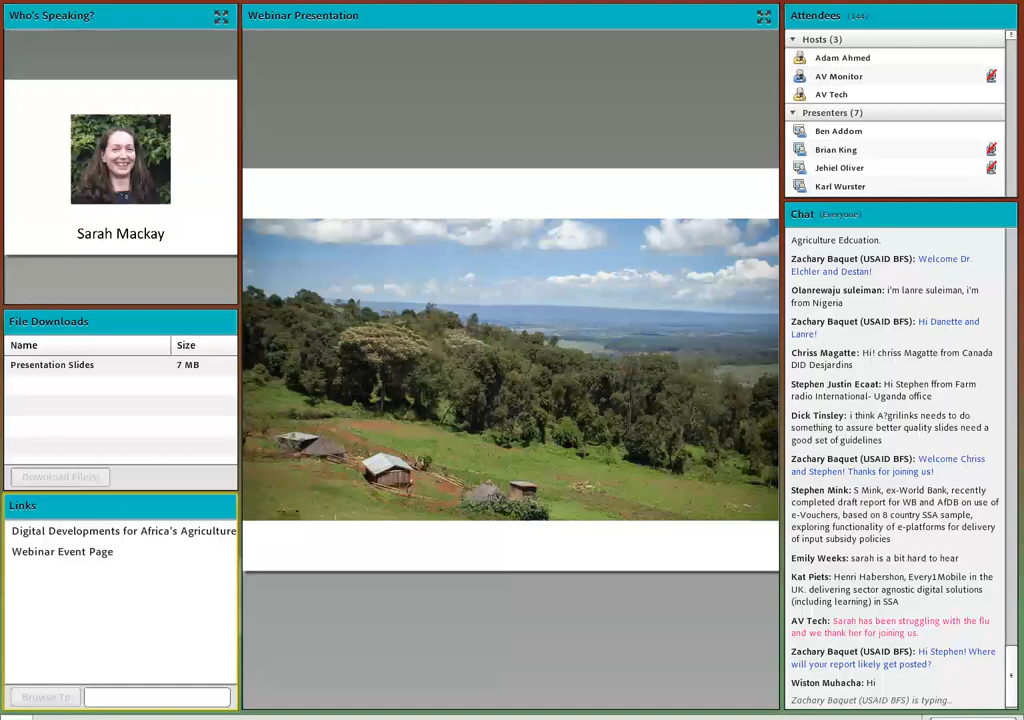 Who's Speaking?
Sarah Mackay
File Downloads
Name Size
Presentation Slides 7 MB
Download File(s)
Links
Digital Developments for Africa's Agriculture
Webinar Event Page
Browse To
Webinar Presentation
Attendees (144)
Hosts (3)
Adam Ahmed
AV Monitor
AV Tech
Presenters (7)
Ben Addom
Brian King
Jehiel Oliver
Karl Wurster
Chat (Everyone)
Agriculture Edcuation.
Zachary Baquet (USAID BFS): Welcome Dr.
Elchler and Destan!
Olanrewaju suleiman: i'm lanre suleiman, i'm
from Nigeria
Zachary Baquet (USAID BFS): Hi Danette and
Lanre!
Chriss Magatte: Hi! chriss Magatte from Canada
DID Desjardins
Stephen Justin Ecaat: Hi Stephen ffrom Farm
radio International- Uganda office
Dick Tinsley: i think A?grilinks needs to do
something to assure better quality slides need a
good set of guidelines
Zachary Baquet (USAID BFS): Welcome Chriss
and Stephen! Thanks for joining us!
Stephen Mink: S Mink, ex-World Bank, recently
completed draft report for WB and AfDB on use of
e-Vouchers, based on 8 country SSA sample,
exploring functionality of e-platforms for delivery
of input subsidy policies
Emily Weeks: sarah is a bit hard to hear
Kat Piets: Henri Habershon, Every1Mobile in the
UK. delivering sector agnostic digital solutions
(including learning) in SSA
AV Tech: Sarah has been struggling with the flu
and we thank her for joining us.
Zachary Baquet (USAID BFS): Hi Stephen! Where
will your report likely get posted?
Wiston Muhacha: Hi
Zachary Baquet (USAID BFS) is typing...